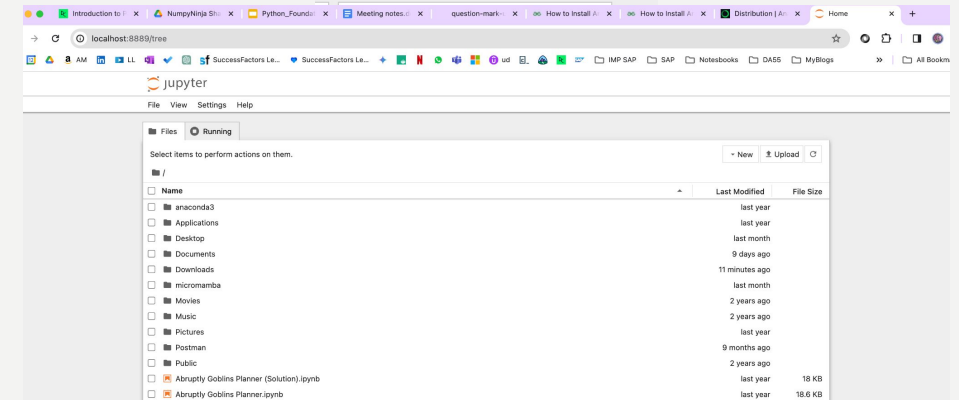 Introduction to P
NumpyNinja Sha
Python_Foundat
Meeting notes.d
question-mark-
How to Install An
How to Install An
Distribution | An
Home
localhost:8889/tree
AM
LL
SuccessFactors Le...
SuccessFactors Le...
ud
IMP SAP
SAP
Notesbooks
DA55
MyBlogs
All Bookm
jupyter
File View Settings Help
Files Running
Select items to perform actions on them.
New Upload
/
Name Last Modified File Size
anaconda3 last year
Applications last year
Desktop last month
Documents 9 days ago
Downloads 11 minutes ago
micromamba last month
Movies 2 years ago
Music 2 years ago
Pictures last year
Postman 9 months ago
Public 2 years ago
Abruptly Goblins Planner (Solution).ipynb last year 18 KB
Abruptly Goblins Planner.ipynb last year 18.6 KB